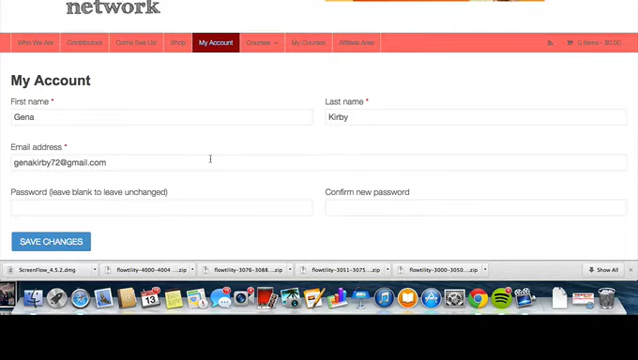 network
Who We Are Contributors Come See Us! Shop My Account Courses My Courses Affiliate Area 0 items - $0.00
My Account
First name * Last name *
Gena Kirby
Email address *
genakirby72@gmail.com
Password (leave blank to leave unchanged) Confirm new password
SAVE CHANGES
ScreenFlow_4.5.2.dmg flowtility-4000-4004 ....zip flowtility-3076-3088....zip flowtility-3051-3075....zip flowtility-3000-3050....zip Show All
13